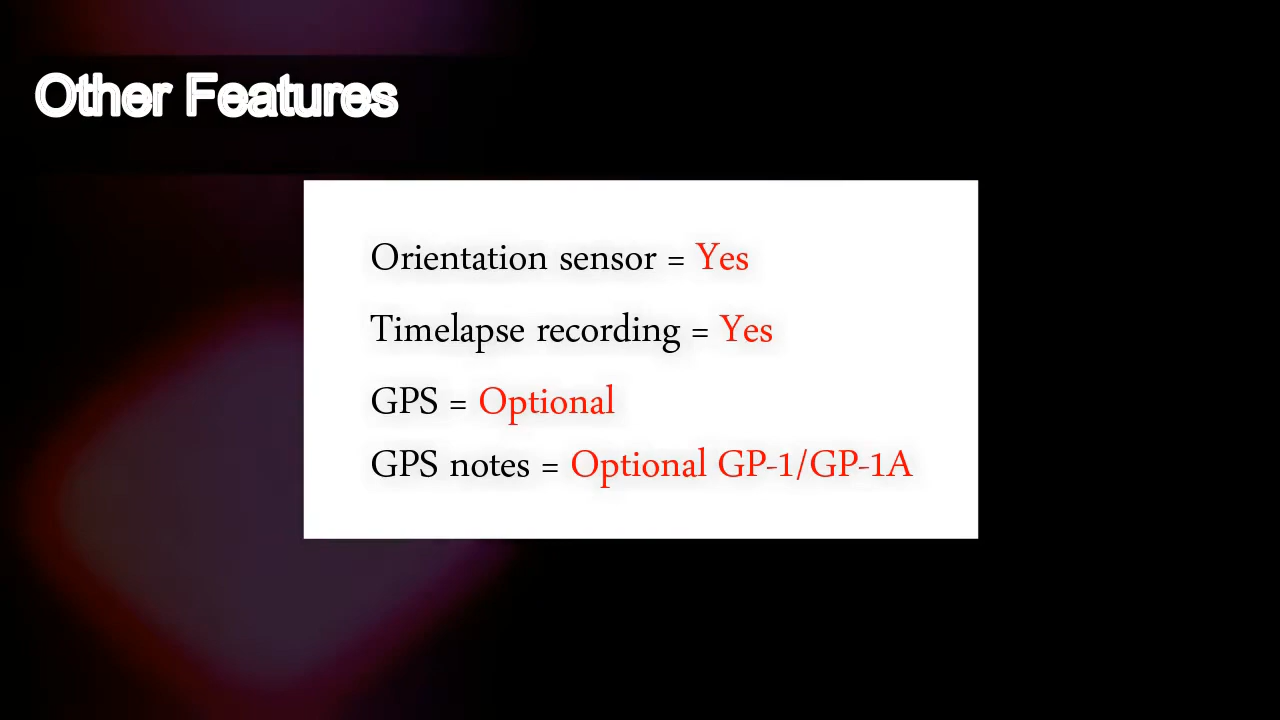 Other Features
Orientation sensor = Yes
Timelapse recording = Yes
GPS = Optional
GPS notes = Optional GP-1/GP-1A